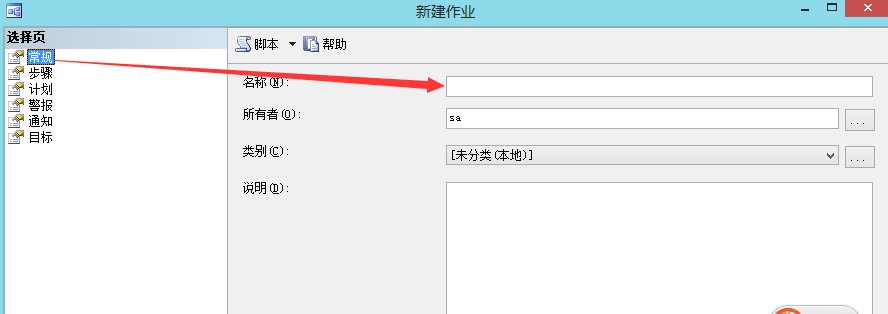 新建作业
选择页
常规
步骤
计划
警报
通知
目标
脚本 帮助
名称(N):
所有者(O):
sa
...
类别(C):
[未分类(本地)]
...
说明(D):